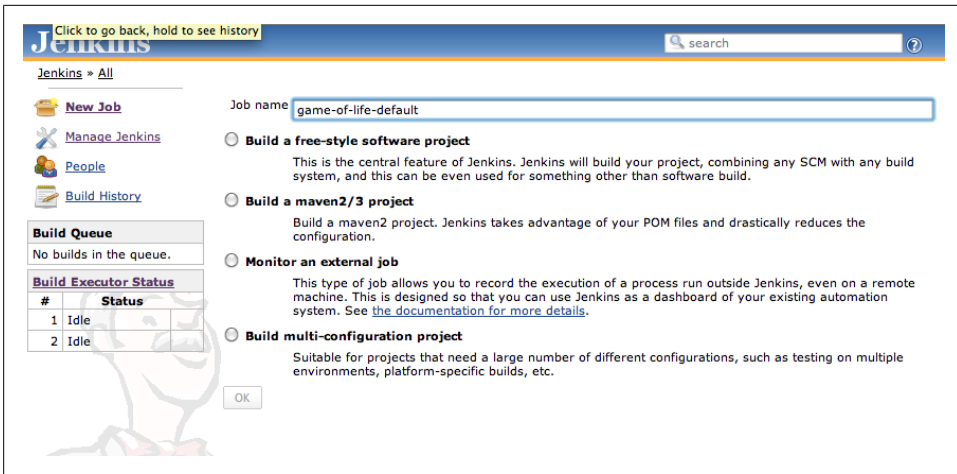 Click to go back, hold to see history
Jenkins
search
Jenkins » All
New Job
Manage Jenkins
People
Build History
Build Queue
No builds in the queue.
Build Executor Status
# Status
1 Idle
2 Idle
Job name game-of-life-default
Build a free-style software project
This is the central feature of Jenkins. Jenkins will build your project, combining any SCM with any build
system, and this can be even used for something other than software build.
Build a maven2/3 project
Build a maven2 project. Jenkins takes advantage of your POM files and drastically reduces the
configuration.
Monitor an external job
This type of job allows you to record the execution of a process run outside Jenkins, even on a remote
machine. This is designed so that you can use Jenkins as a dashboard of your existing automation
system. See the documentation for more details.
Build multi-configuration project
Suitable for projects that need a large number of different configurations, such as testing on multiple
environments, platform-specific builds, etc.
OK